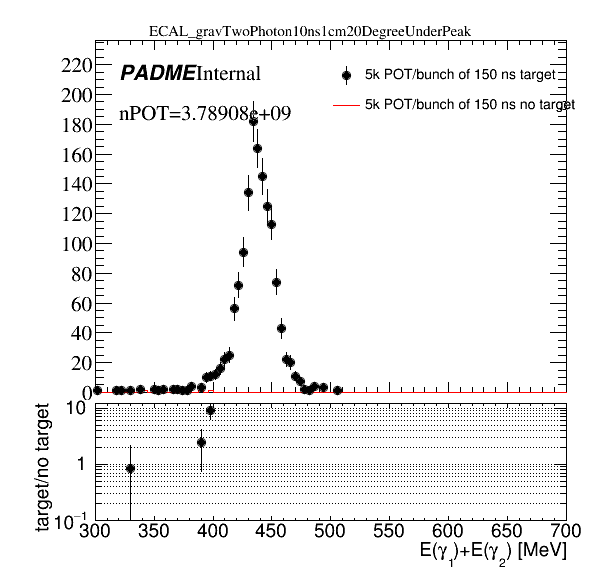 ECAL_gravTwoPhoton10ns1cm20DegreeUnderPeak
PADME Internal
nPOT=3.78908e+09
5k POT/bunch of 150 ns target
5k POT/bunch of 150 ns no target
220
200
180
160
140
120
100
80
60
40
20
0
target/no target
10
1
10⁻¹
300 350 400 450 500 550 600 650 700
E(γ₁)+E(γ₂) [MeV]